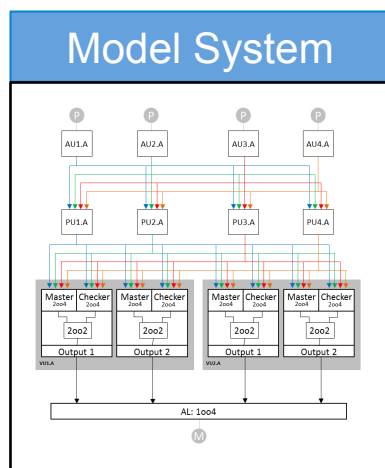 Model System
P P P P
AU1.A AU2.A AU3.A AU4.A
PU1.A PU2.A PU3.A PU4.A
Master Checker Master Checker Master Checker Master Checker
2oo4 2oo4 2oo4 2oo4 2oo4 2oo4 2oo4 2oo4
2oo2 2oo2 2oo2 2oo2
Output 1 Output 2 Output 1 Output 2
VU1.A VU2.A
AL: 1oo4
M